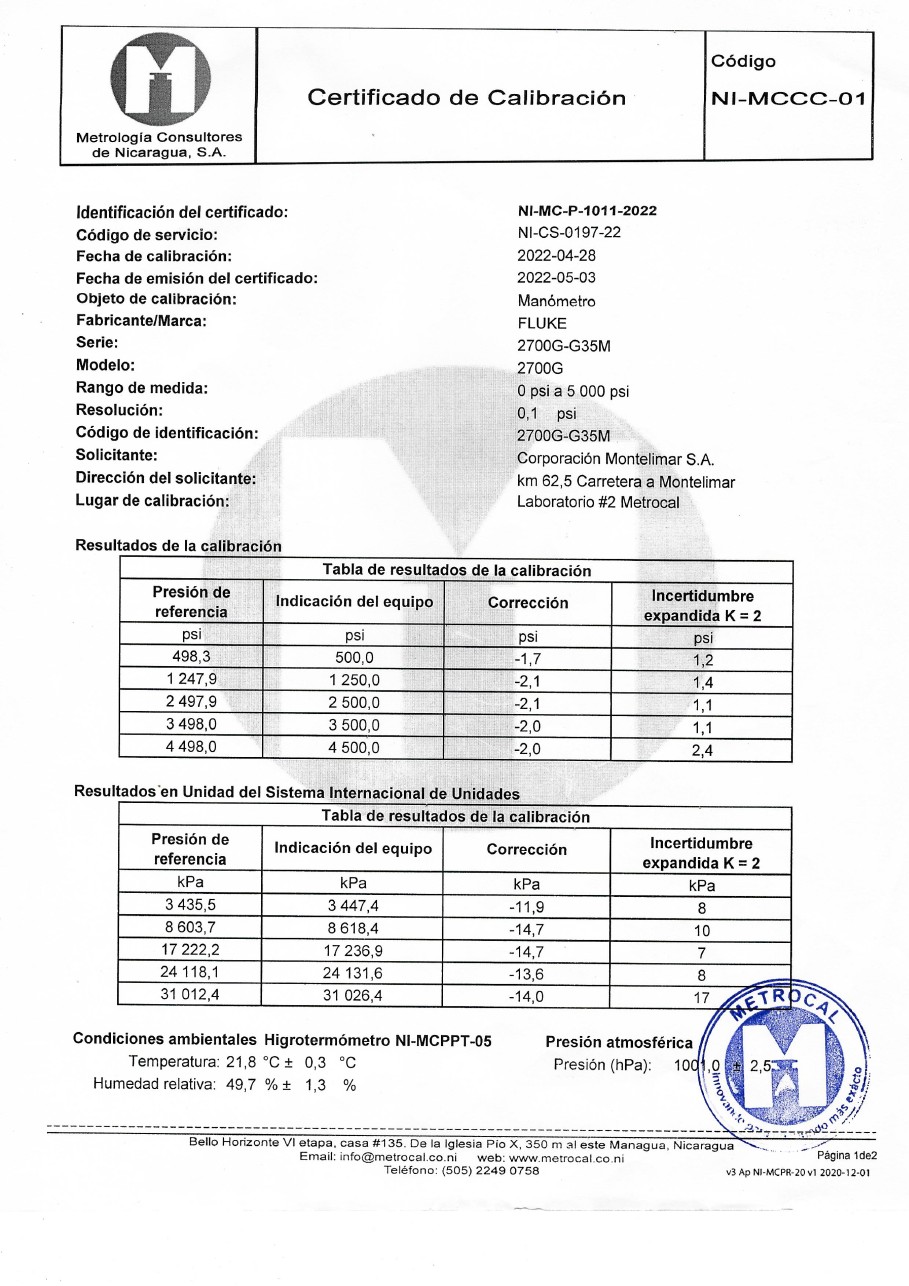 Metrología Consultores
de Nicaragua, S.A.
Certificado de Calibración
Código
NI-MCCC-01
Identificación del certificado: NI-MC-P-1011-2022
Código de servicio: NI-CS-0197-22
Fecha de calibración: 2022-04-28
Fecha de emisión del certificado: 2022-05-03
Objeto de calibración: Manómetro
Fabricante/Marca: FLUKE
Serie: 2700G-G35M
Modelo: 2700G
Rango de medida: 0 psi a 5 000 psi
Resolución: 0,1 psi
Código de identificación: 2700G-G35M
Solicitante: Corporación Montelimar S.A.
Dirección del solicitante: km 62,5 Carretera a Montelimar
Lugar de calibración: Laboratorio #2 Metrocal
Resultados de la calibración
Tabla de resultados de la calibración
Presión de referencia Indicación del equipo Corrección Incertidumbre expandida K = 2
psi psi psi psi
498,3 500,0 -1,7 1,2
1 247,9 1 250,0 -2,1 1,4
2 497,9 2 500,0 -2,1 1,1
3 498,0 3 500,0 -2,0 1,1
4 498,0 4 500,0 -2,0 2,4
Resultados en Unidad del Sistema Internacional de Unidades
Tabla de resultados de la calibración
Presión de referencia Indicación del equipo Corrección Incertidumbre expandida K = 2
kPa kPa kPa kPa
3 435,5 3 447,4 -11,9 8
8 603,7 8 618,4 -14,7 10
17 222,2 17 236,9 -14,7 7
24 118,1 24 131,6 -13,6 8
31 012,4 31 026,4 -14,0 17
Condiciones ambientales Higrotermómetro NI-MCPPT-05 Presión atmosférica
Temperatura: 21,8 °C ± 0,3 °C Presión (hPa): 1001,0 ± 2,5
Humedad relativa: 49,7 % ± 1,3 %
METROCAL
más exácto
Bello Horizonte VI etapa, casa #135. De la Iglesia Pío X, 350 m al este Managua, Nicaragua
Email: info@metrocal.co.ni web: www.metrocal.co.ni
Teléfono: (505) 2249 0758
Página 1de2
v3 Ap NI-MCPR-20 v1 2020-12-01